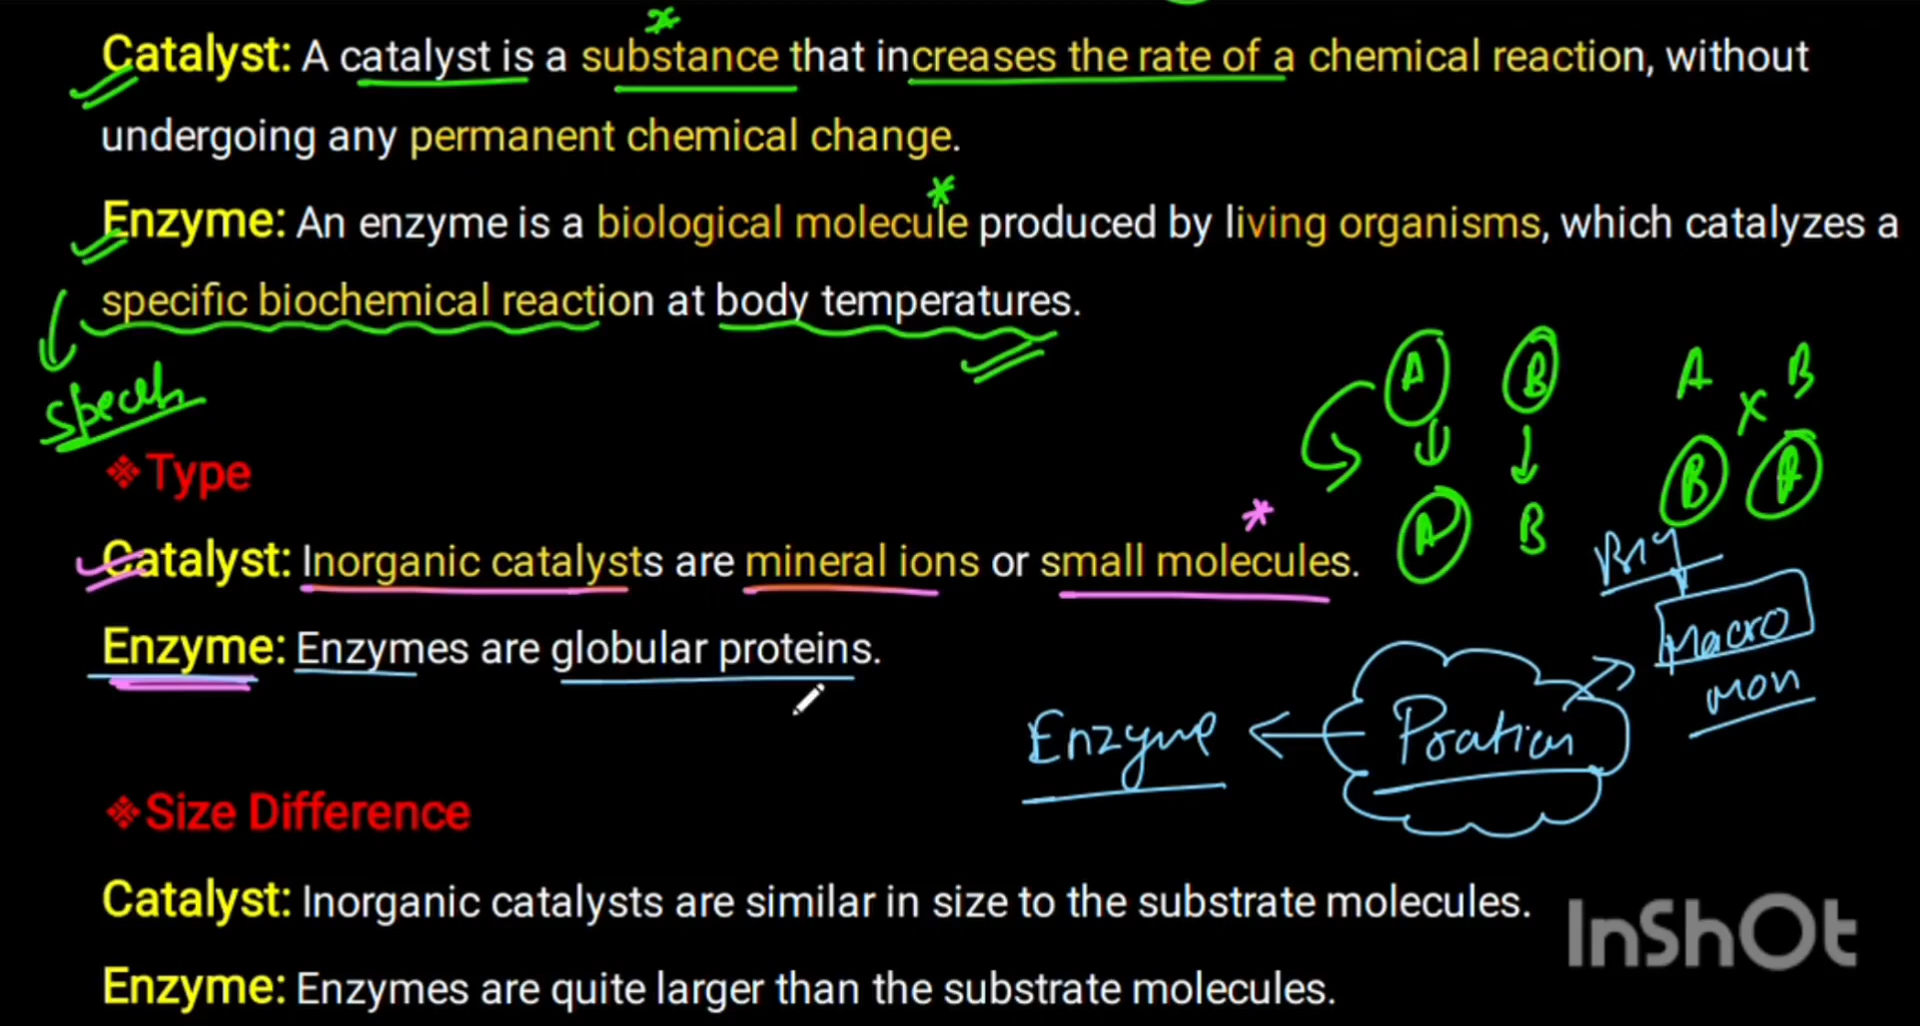 Catalyst: A catalyst is a substance that increases the rate of a chemical reaction, without
undergoing any permanent chemical change.
Enzyme: An enzyme is a biological molecule produced by living organisms, which catalyzes a
specific biochemical reaction at body temperatures.
A B A B
x
A B B A
❖Type
Catalyst: Inorganic catalysts are mineral ions or small molecules.
Enzyme: Enzymes are globular proteins.
Macro
mon
Enzyme
❖Size Difference
Catalyst: Inorganic catalysts are similar in size to the substrate molecules.
Enzyme: Enzymes are quite larger than the substrate molecules.
InShOt